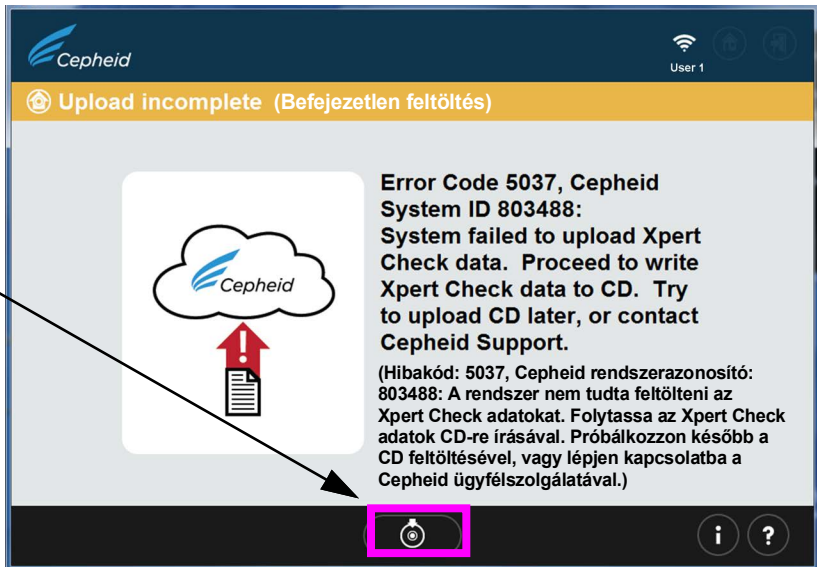 Cepheid
User 1
Upload incomplete (Befejezetlen feltöltés)
Cepheid
Error Code 5037, Cepheid
System ID 803488:
System failed to upload Xpert
Check data. Proceed to write
Xpert Check data to CD. Try
to upload CD later, or contact
Cepheid Support.
(Hibakód: 5037, Cepheid rendszerazonosító:
803488: A rendszer nem tudta feltölteni az
Xpert Check adatokat. Folytassa az Xpert Check
adatok CD-re írásával. Próbálkozzon később a
CD feltöltésével, vagy lépjen kapcsolatba a
Cepheid ügyfélszolgálatával.)
i ?